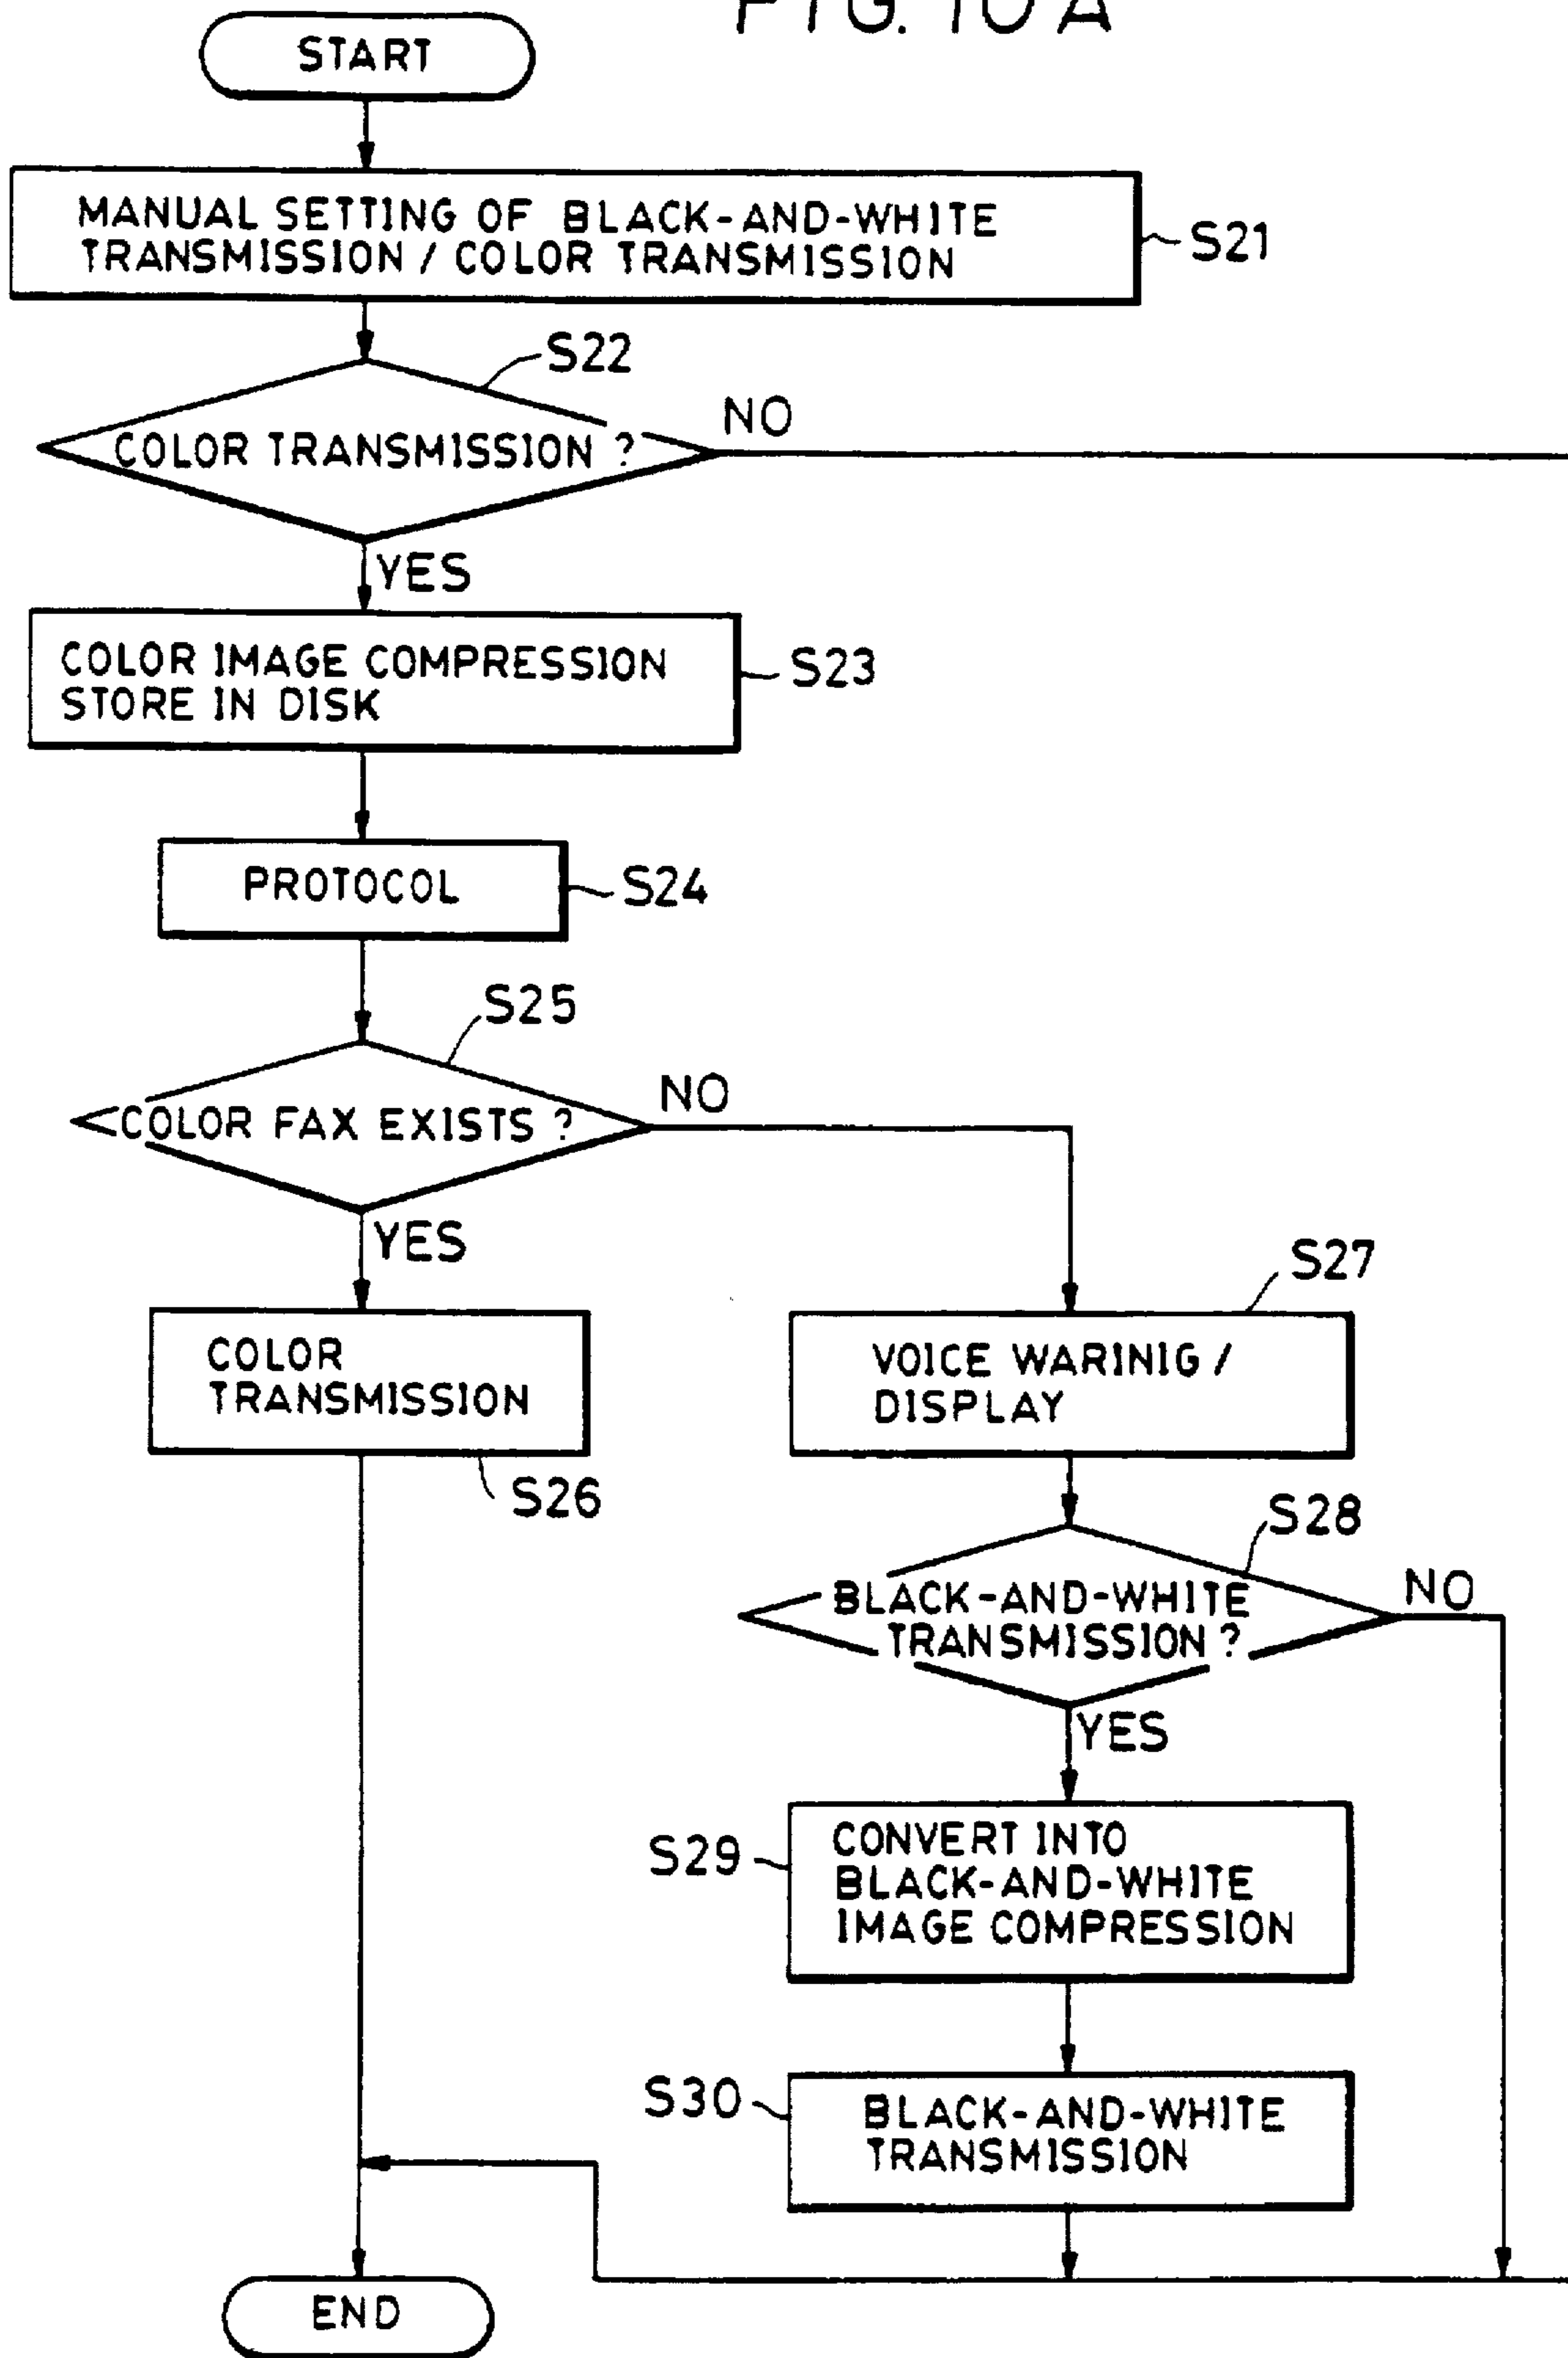 FIG. 10 A
START
MANUAL SETTING OF BLACK-AND-WHITE
TRANSMISSION / COLOR TRANSMISSION
S21
S22
COLOR TRANSMISSION ?
NO
YES
COLOR IMAGE COMPRESSION
STORE IN DISK
S23
PROTOCOL
S24
S25
COLOR FAX EXISTS ?
NO
YES
COLOR
TRANSMISSION
S26
S27
VOICE WARINIG /
DISPLAY
S28
BLACK-AND-WHITE
TRANSMISSION ?
NO
YES
S29
CONVERT INTO
BLACK-AND-WHITE
IMAGE COMPRESSION
S30
BLACK-AND-WHITE
TRANSMISSION
END